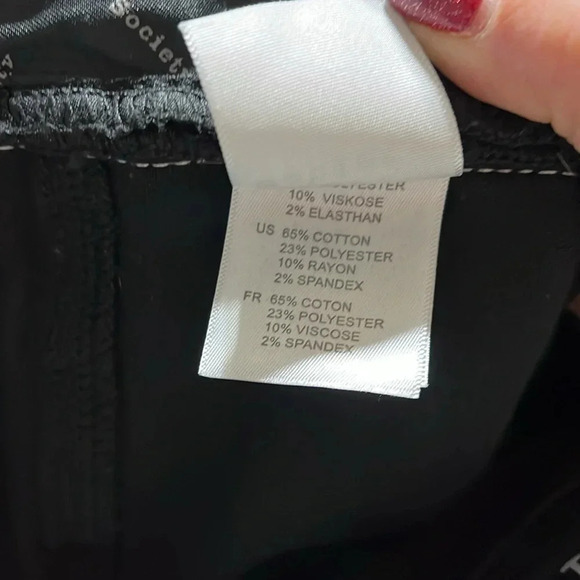 Society
10% VISKOSE
2% ELASTHAN
US 65% COTTON
23% POLYESTER
10% RAYON
2% SPANDEX
FR 65% COTON
23% POLYESTER
10% VISCOSE
2% SPANDEX